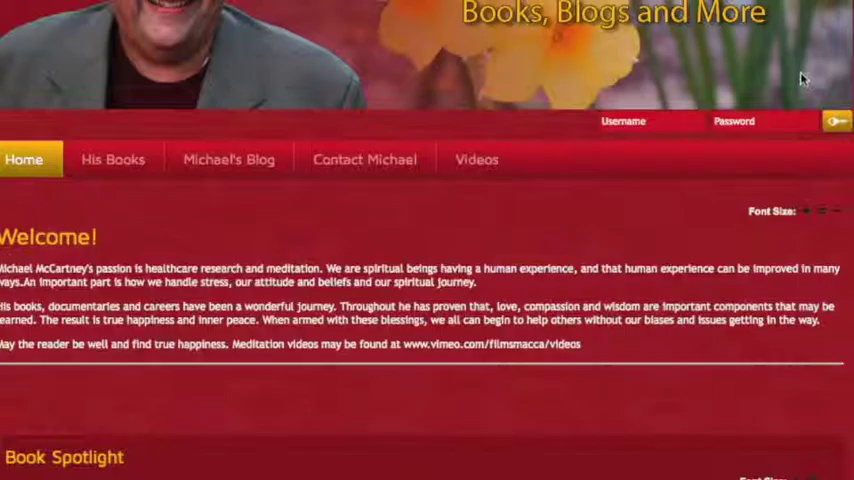 Books, Blogs and More
Username Password
Home His Books Michael's Blog Contact Michael Videos
Font Size:
Welcome!
Michael McCartney's passion is healthcare research and meditation. We are spiritual beings having a human experience, and that human experience can be improved in many
ways.An important part is how we handle stress, our attitude and beliefs and our spiritual journey.
His books, documentaries and careers have been a wonderful journey. Throughout he has proven that, love, compassion and wisdom are important components that may be
earned. The result is true happiness and inner peace. When armed with these blessings, we all can begin to help others without our biases and issues getting in the way.
May the reader be well and find true happiness. Meditation videos may be found at www.vimeo.com/filmsmacca/videos
Book Spotlight
Font Size: